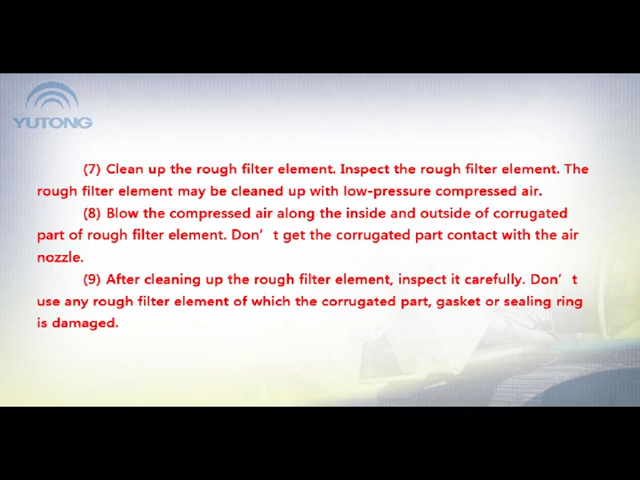 YUTONG
(7) Clean up the rough filter element. Inspect the rough filter element. The
rough filter element may be cleaned up with low-pressure compressed air.
(8) Blow the compressed air along the inside and outside of corrugated
part of rough filter element. Don't get the corrugated part contact with the air
nozzle.
(9) After cleaning up the rough filter element, inspect it carefully. Don't
use any rough filter element of which the corrugated part, gasket or sealing ring
is damaged.